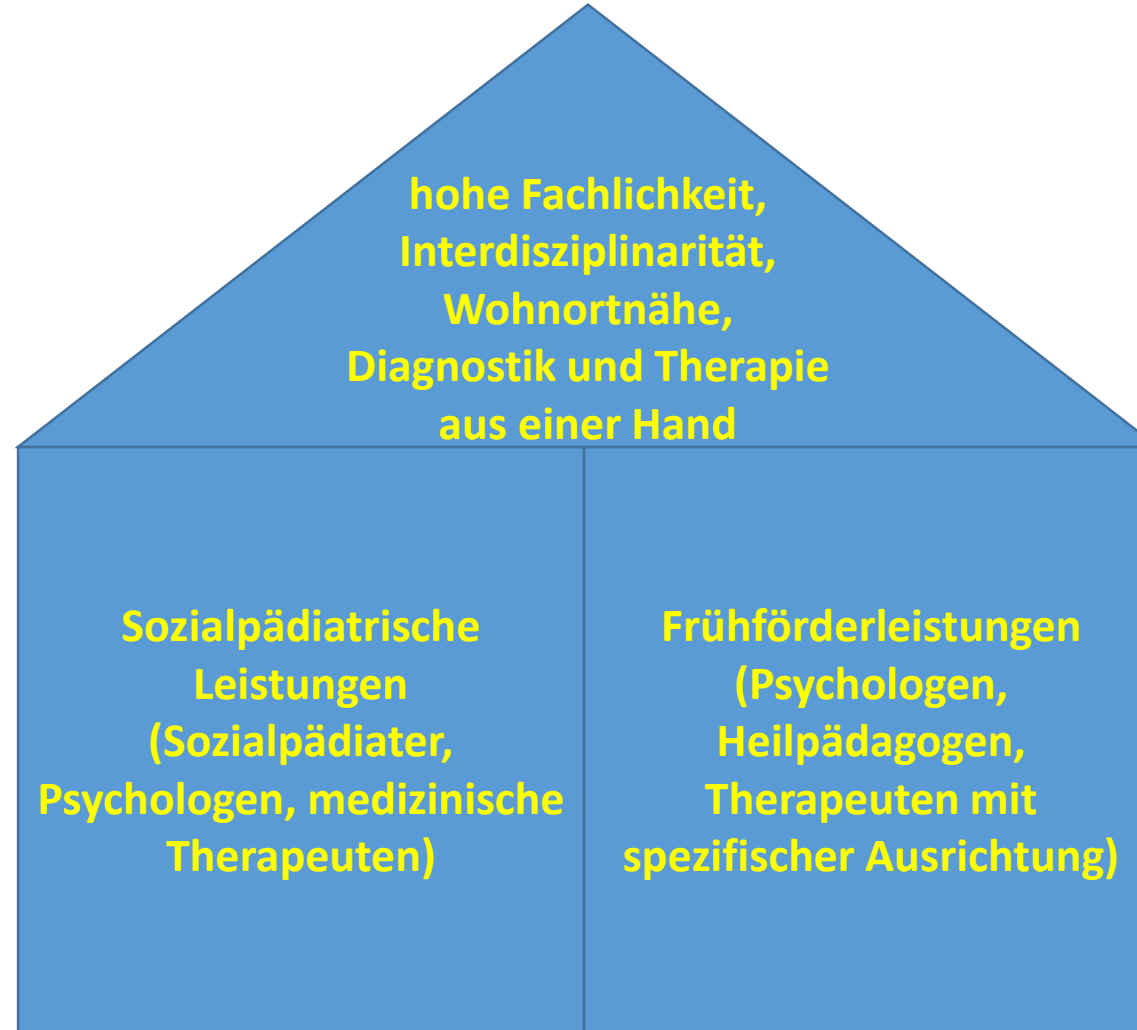 hohe Fachlichkeit,
Interdisziplinarität,
Wohnortnähe,
Diagnostik und Therapie
aus einer Hand
Sozialpädiatrische
Leistungen
(Sozialpädiater,
Psychologen, medizinische
Therapeuten)
Frühförderleistungen
(Psychologen,
Heilpädagogen,
Therapeuten mit
spezifischer Ausrichtung)